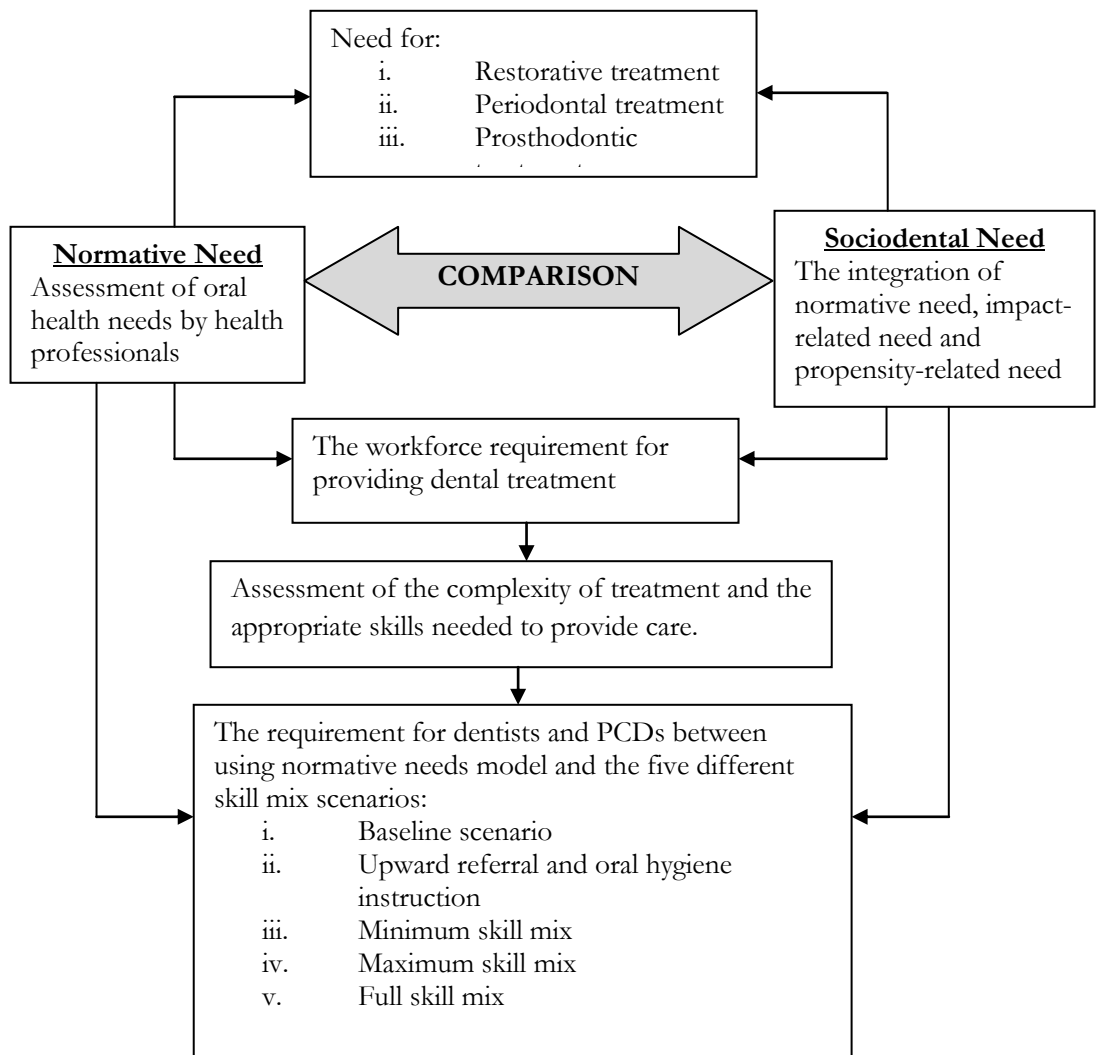 Need for:
i. Restorative treatment
ii. Periodontal treatment
iii. Prosthodontic
Normative Need
Assessment of oral
health needs by health
professionals
COMPARISON
Sociodental Need
The integration of
normative need, impact-
related need and
propensity-related need
The workforce requirement for
providing dental treatment
Assessment of the complexity of treatment and the
appropriate skills needed to provide care.
The requirement for dentists and PCDs between
using normative needs model and the five different
skill mix scenarios:
i. Baseline scenario
ii. Upward referral and oral hygiene
instruction
iii. Minimum skill mix
iv. Maximum skill mix
v. Full skill mix